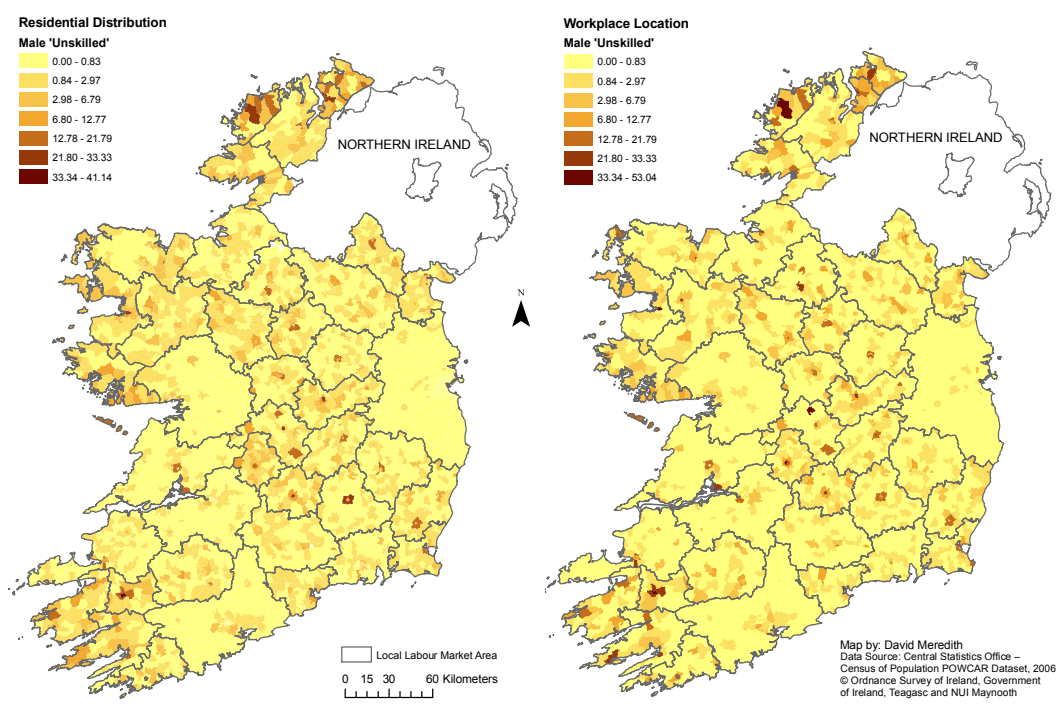 Residential Distribution
Male 'Unskilled'
0.00 - 0.83
0.84 - 2.97
2.98 - 6.79
6.80 - 12.77
12.78 - 21.79
21.80 - 33.33
33.34 - 41.14
NORTHERN IRELAND
N
Local Labour Market Area
0 15 30 60 Kilometers
Workplace Location
Male 'Unskilled'
0.00 - 0.83
0.84 - 2.97
2.98 - 6.79
6.80 - 12.77
12.78 - 21.79
21.80 - 33.33
33.34 - 53.04
NORTHERN IRELAND
Map by: David Meredith
Data Source: Central Statistics Office –
Census of Population POWCAR Dataset, 2006
© Ordnance Survey of Ireland, Government
of Ireland, Teagasc and NUI Maynooth